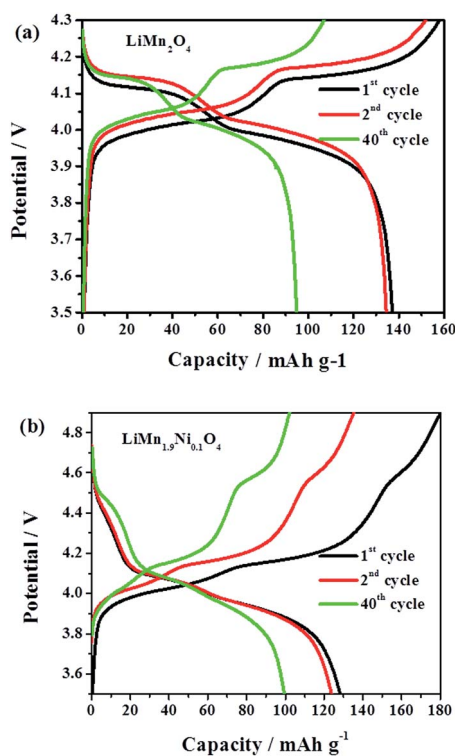 (a)
LiMn2O4
4.3
4.2
4.1
4.0
3.9
3.8
3.7
3.6
3.5
Potential / V
1st cycle
2nd cycle
40th cycle
0 20 40 60 80 100 120 140 160
Capacity / mAh g-1
(b)
LiMn1.9Ni0.1O4
4.8
4.6
4.4
4.2
4.0
3.8
3.6
Potential / V
1st cycle
2nd cycle
40th cycle
0 20 40 60 80 100 120 140 160 180
Capacity / mAh g-1